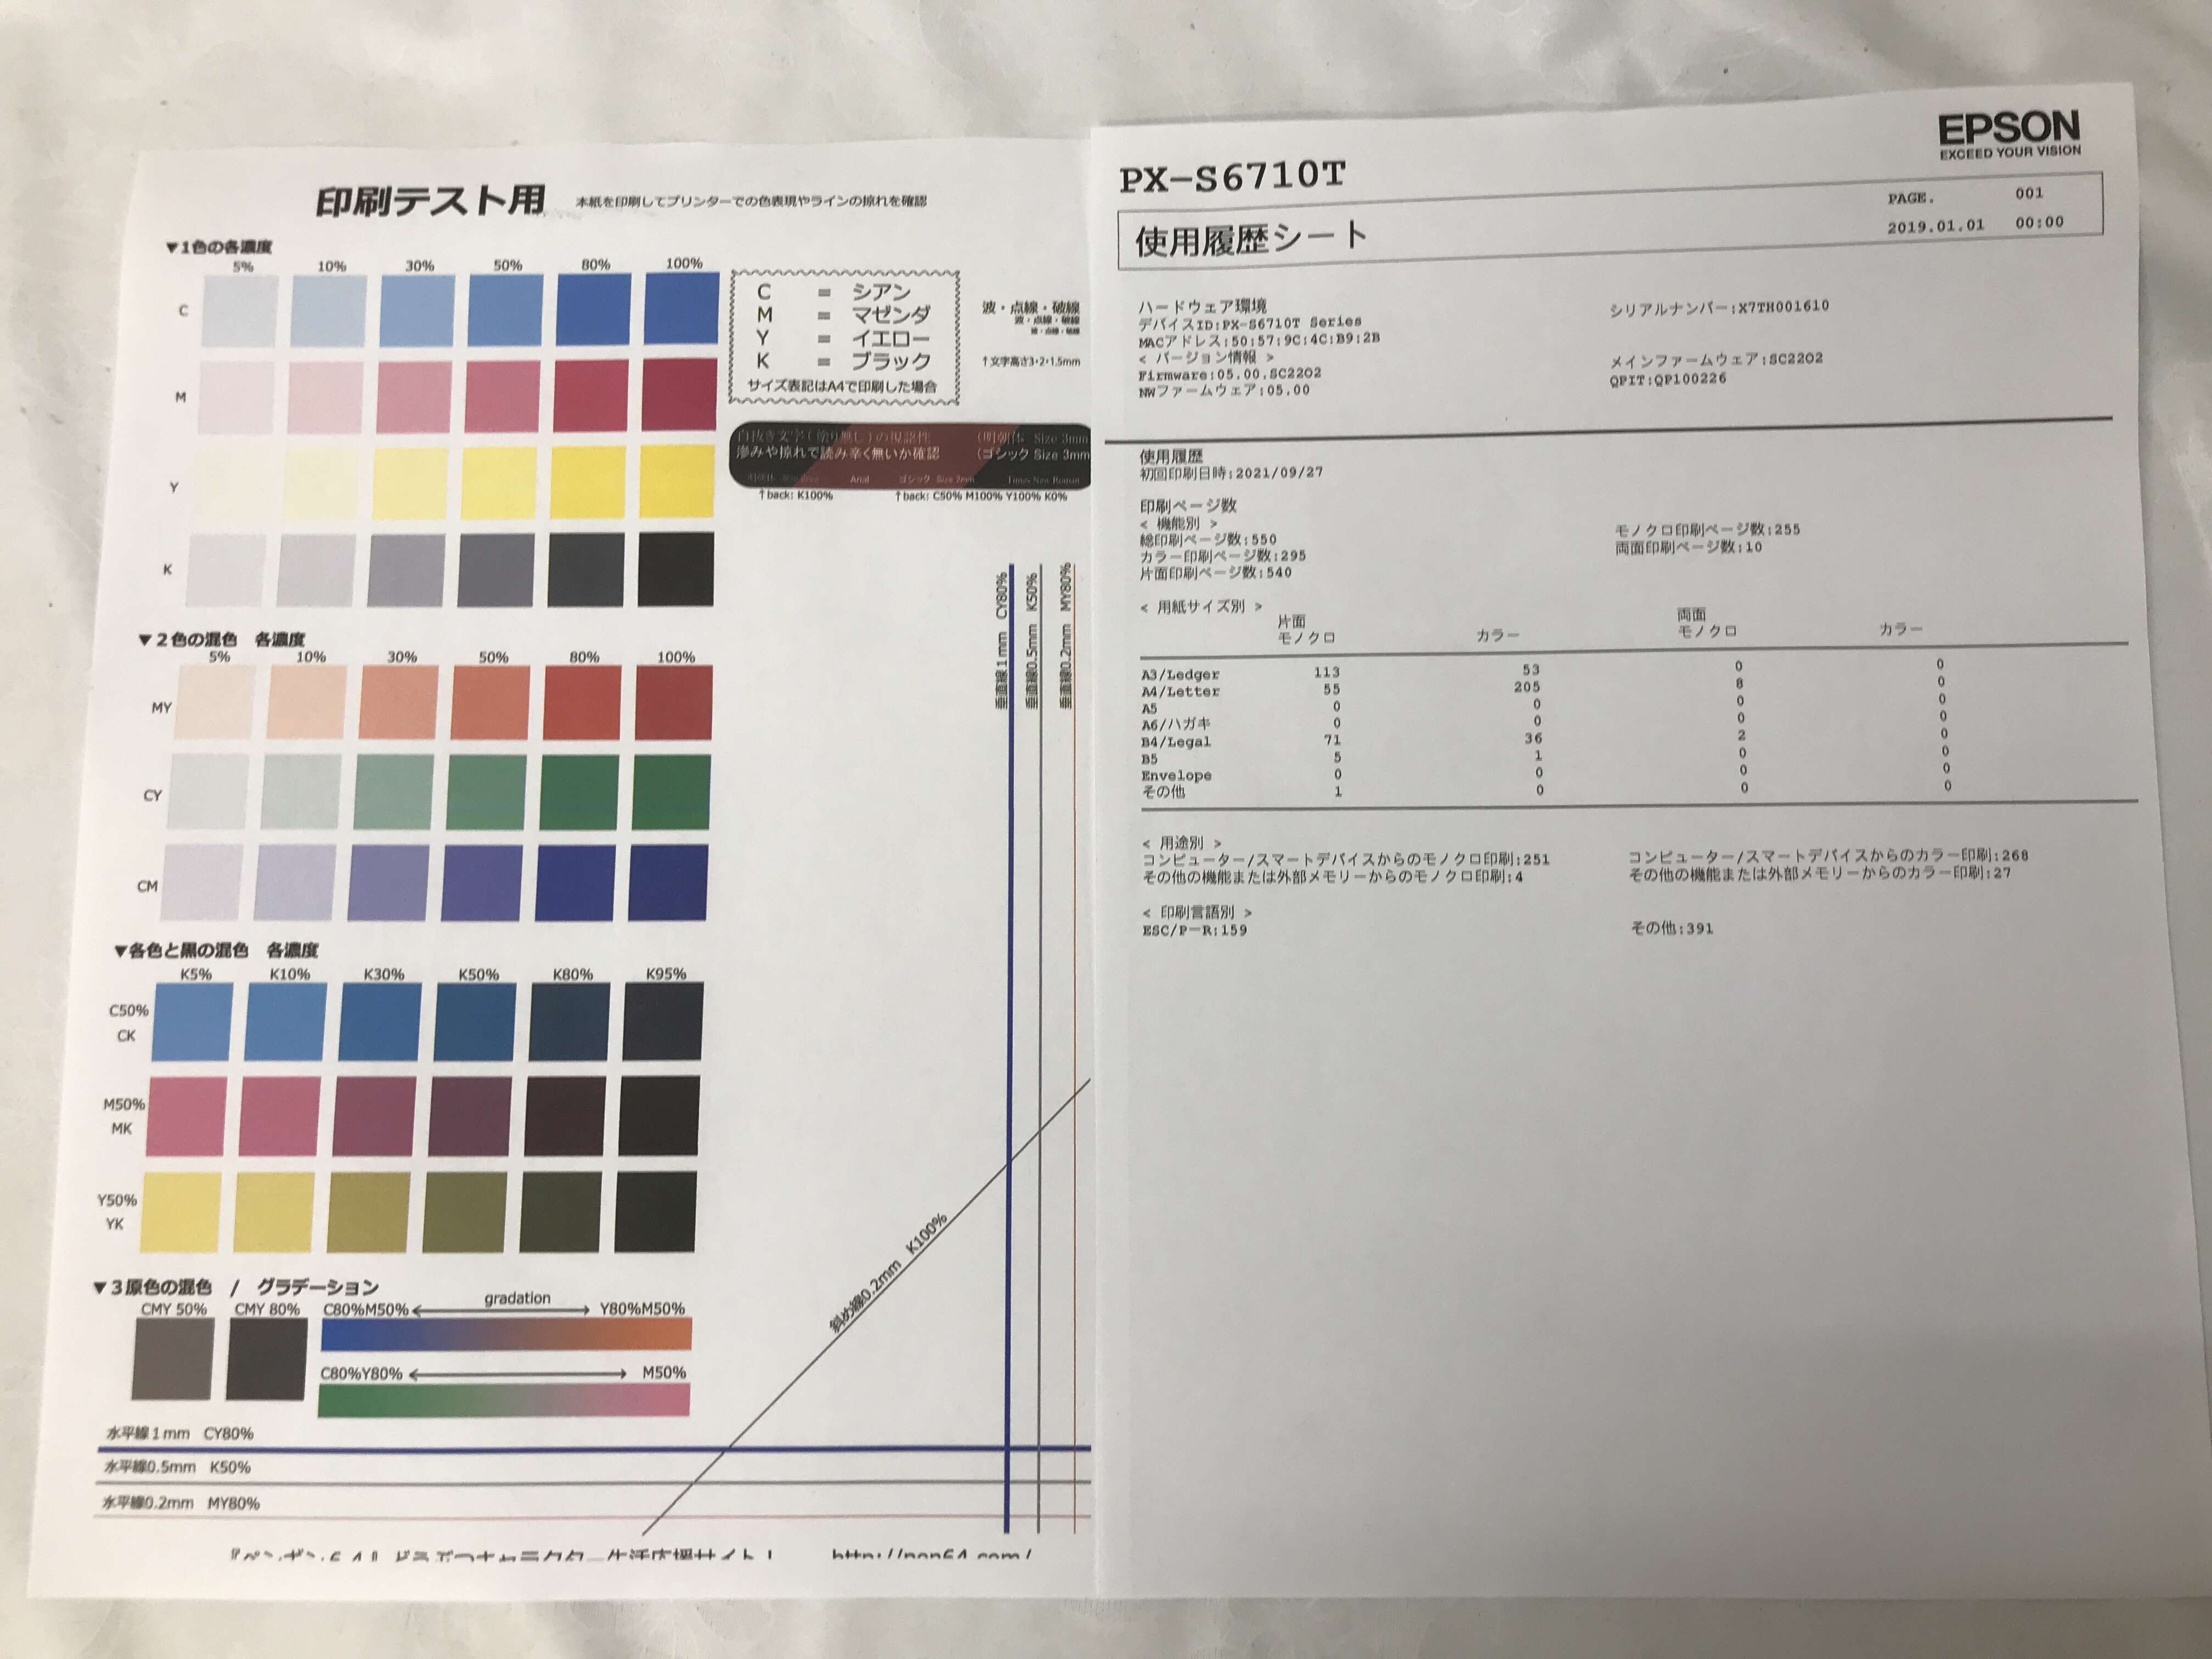 印刷テスト用 本紙を印刷してプリンターでの色表現やラインの掠れを確認
▼1色の各濃度
5% 10% 30% 50% 80% 100%
C
M
Y
K
C = シアン
M = マゼンダ
Y = イエロー
K = ブラック
サイズ表記はA4で印刷した場合
波・点線・破線
波・点線・破線
波・点線・破線
↑文字高さ3・2・1.5mm
白抜き文字(塗り無し)の視認性 (明朝体 Size 3mm
滲みや掠れで読み辛く無いか確認 (ゴシック Size 3mm
Arial ゴシック Size 2mm Times New Roman
↑back: K100% ↑back: C50% M100% Y100% K0%
垂直線1mm CY80%
垂直線0.5mm K50%
垂直線0.2mm MY80%
▼2色の混色 各濃度
5% 10% 30% 50% 80% 100%
MY
CY
CM
▼各色と黒の混色 各濃度
K5% K10% K30% K50% K80% K95%
C50%
CK
M50%
MK
Y50%
YK
斜め線0.2mm K100%
▼3原色の混色 / グラデーション
CMY 50% CMY 80% C80%M50% gradation Y80%M50%
C80%Y80% M50%
水平線1mm CY80%
水平線0.5mm K50%
水平線0.2mm MY80%
http://pen64.com/
EPSON
EXCEED YOUR VISION
PX-S6710T
使用履歴シート
PAGE. 001
2019.01.01 00:00
ハードウェア環境 シリアルナンバー:X7TH001610
デバイスID:PX-S6710T Series
MACアドレス:50:57:9C:4C:B9:2B
< バージョン情報 > メインファームウェア:SC22O2
Firmware:05.00.SC22O2 QPIT:QP100226
NWファームウェア:05.00
使用履歴
初回印刷日時:2021/09/27
印刷ページ数
< 機能別 > モノクロ印刷ページ数:255
総印刷ページ数:550 両面印刷ページ数:10
カラー印刷ページ数:295
片面印刷ページ数:540
< 用紙サイズ別 >
片面 両面
モノクロ カラー モノクロ カラー
A3/Ledger 113 53 0 0
A4/Letter 55 205 8 0
A5 0 0 0 0
A6/ハガキ 0 0 0 0
B4/Legal 71 36 2 0
B5 5 1 0 0
Envelope 0 0 0 0
その他 1 0 0 0
< 用途別 >
コンピューター/スマートデバイスからのモノクロ印刷:251 コンピューター/スマートデバイスからのカラー印刷:268
その他の機能または外部メモリーからのモノクロ印刷:4 その他の機能または外部メモリーからのカラー印刷:27
< 印刷言語別 >
ESC/P-R:159 その他:391